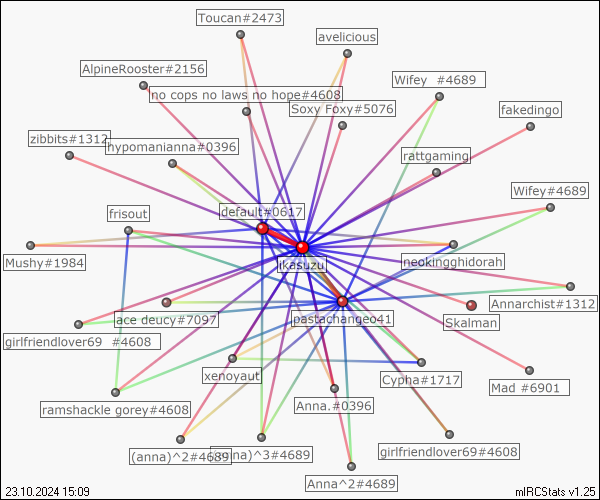 Toucan#2473
avelicious
AlpineRooster#2156
Wifey  #4689
no cops no laws no hope#4608
Soxy Foxy#5076
fakedingo
zibbits#1312
hypomanianna#0396
rattgaming
Wifey#4689
default#0617
frisout
ikasuzu
neokingghidorah
Mushy#1984
Annarchist#1312
ace deucy#7097
pastachangeo41
Skalman
girlfriendlover69  #4608
xenoyaut
Cypha#1717
Mad #6901
ramshackle gorey#4608
Anna.#0396
(anna)^2#4689
na)^3#4689
girlfriendlover69#4608
Anna^2#4689
23.10.2024 15:09
mIRCStats v1.25